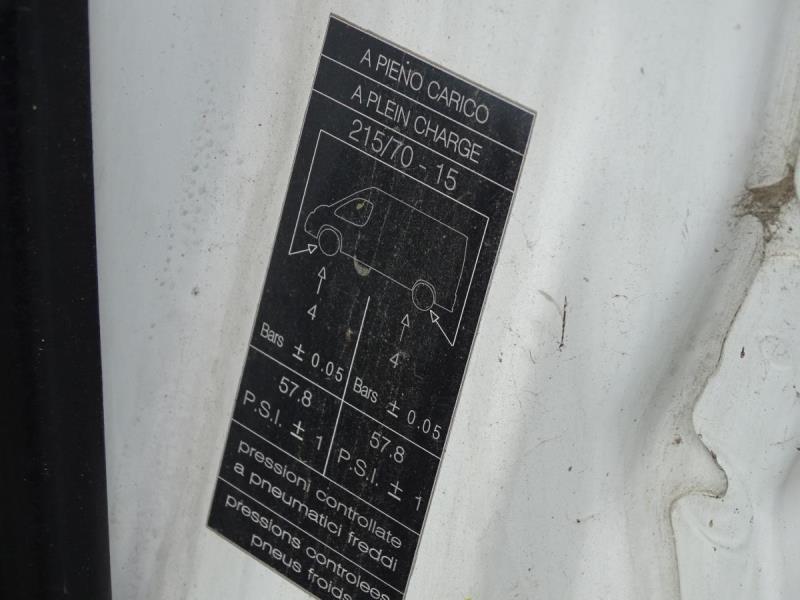 A PIENO CARICO
A PLEIN CHARGE
215/70 - 15
4 4
Bars ± 0.05 Bars ± 0.05
57.8 57.8
P.S.I. ± 1 P.S.I. ± 1
pressioni controllate
a pneumatici freddi
pressions controlees
pneus froids